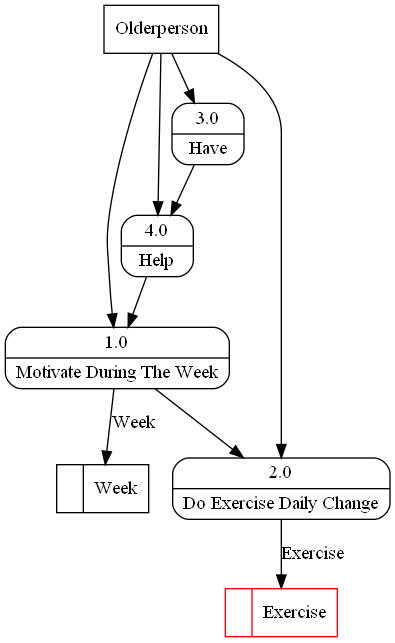 Olderperson
3.0
Have
4.0
Help
1.0
Motivate During The Week
Week
Week
2.0
Do Exercise Daily Change
Exercise
Exercise